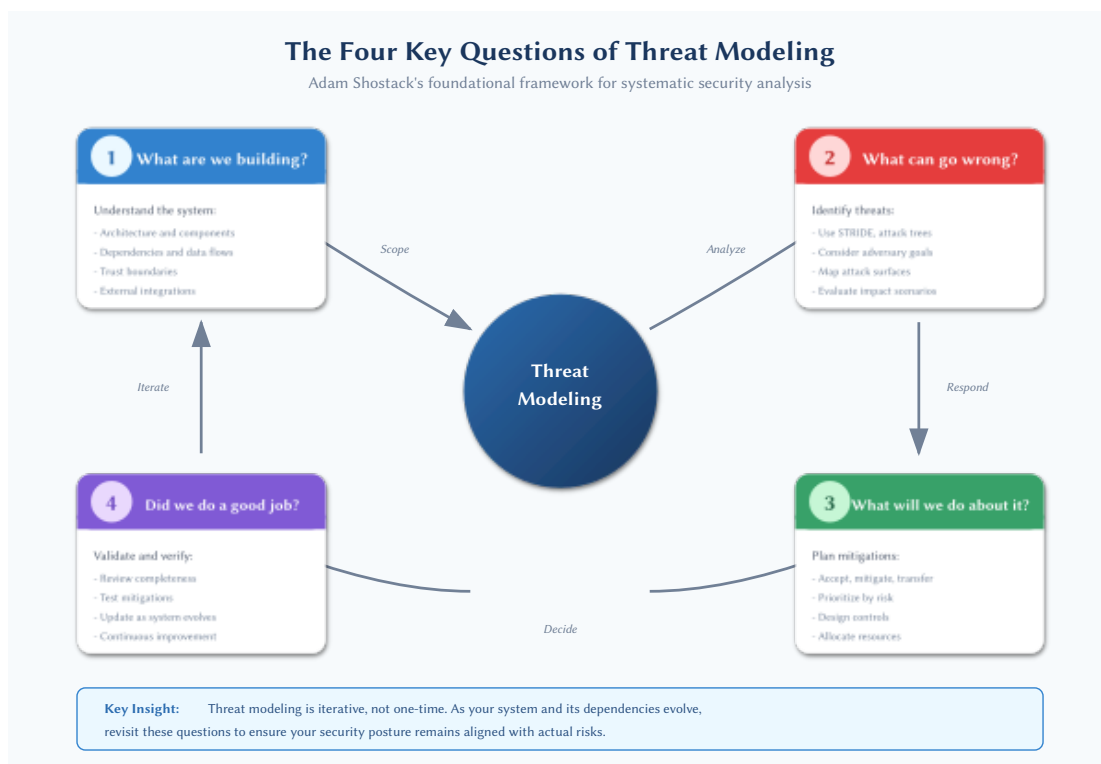 The Four Key Questions of Threat Modeling
Adam Shostack's foundational framework for systematic security analysis
1 What are we building?
Understand the system:
- Architecture and components
- Dependencies and data flows
- Trust boundaries
- External integrations
2 What can go wrong?
Identify threats:
- Use STRIDE, attack trees
- Consider adversary goals
- Map attack surfaces
- Evaluate impact scenarios
Scope
Analyze
Threat
Modeling
Iterate
Respond
4 Did we do a good job?
Validate and verify:
- Review completeness
- Test mitigations
- Update as system evolves
- Continuous improvement
3 What will we do about it?
Plan mitigations:
- Accept, mitigate, transfer
- Prioritize by risk
- Design controls
- Allocate resources
Decide
Key Insight: Threat modeling is iterative, not one-time. As your system and its dependencies evolve,
revisit these questions to ensure your security posture remains aligned with actual risks.